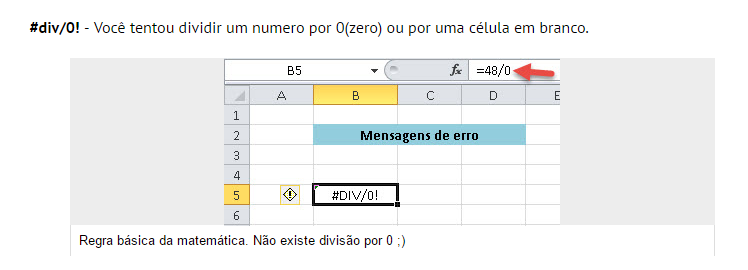 #div/0! - Você tentou dividir um numero por 0(zero) ou por uma célula em branco.
B5 fx =48/0
A B C D E
1
2 Mensagens de erro
3
4
5 #DIV/0!
6
Regra básica da matemática. Não existe divisão por 0 ;)